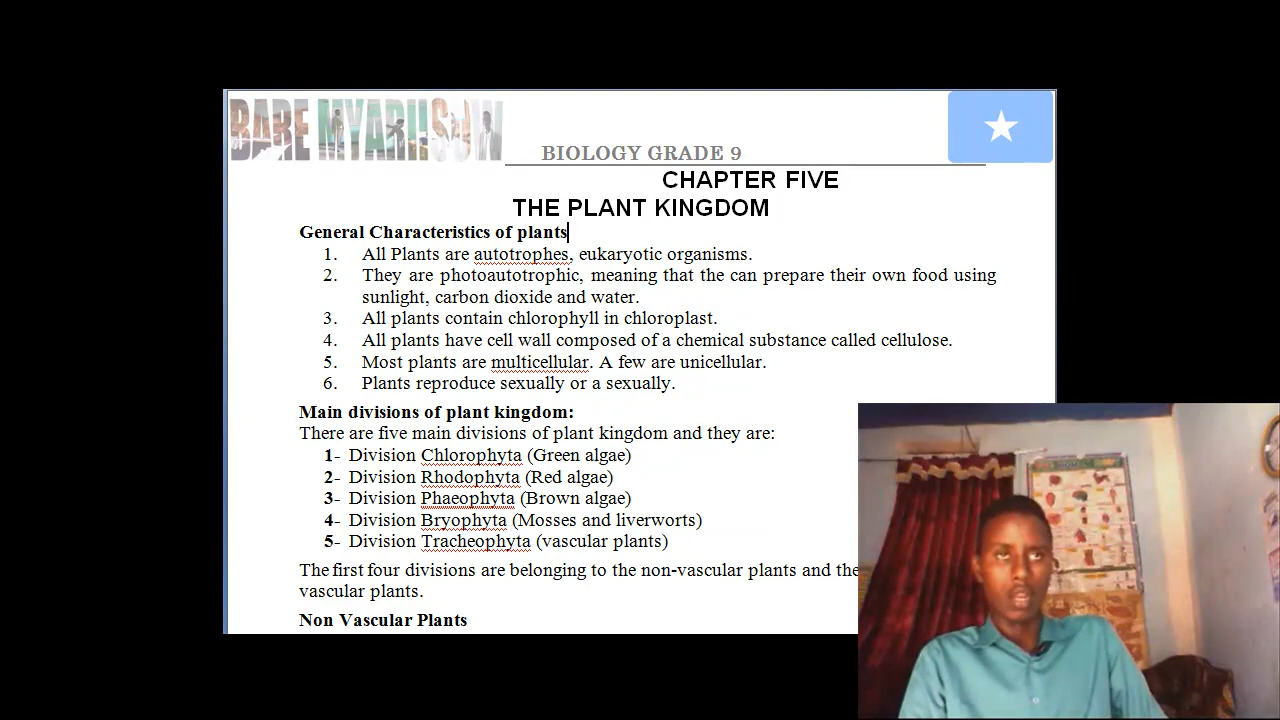 BARE MYARIISOW
BIOLOGY GRADE 9
CHAPTER FIVE
THE PLANT KINGDOM
General Characteristics of plants
1. All Plants are autotrophes, eukaryotic organisms.
2. They are photoautotrophic, meaning that the can prepare their own food using
sunlight, carbon dioxide and water.
3. All plants contain chlorophyll in chloroplast.
4. All plants have cell wall composed of a chemical substance called cellulose.
5. Most plants are multicellular. A few are unicellular.
6. Plants reproduce sexually or a sexually.
Main divisions of plant kingdom:
There are five main divisions of plant kingdom and they are:
1- Division Chlorophyta (Green algae)
2- Division Rhodophyta (Red algae)
3- Division Phaeophyta (Brown algae)
4- Division Bryophyta (Mosses and liverworts)
5- Division Tracheophyta (vascular plants)
The first four divisions are belonging to the non-vascular plants and the
vascular plants.
Non Vascular Plants